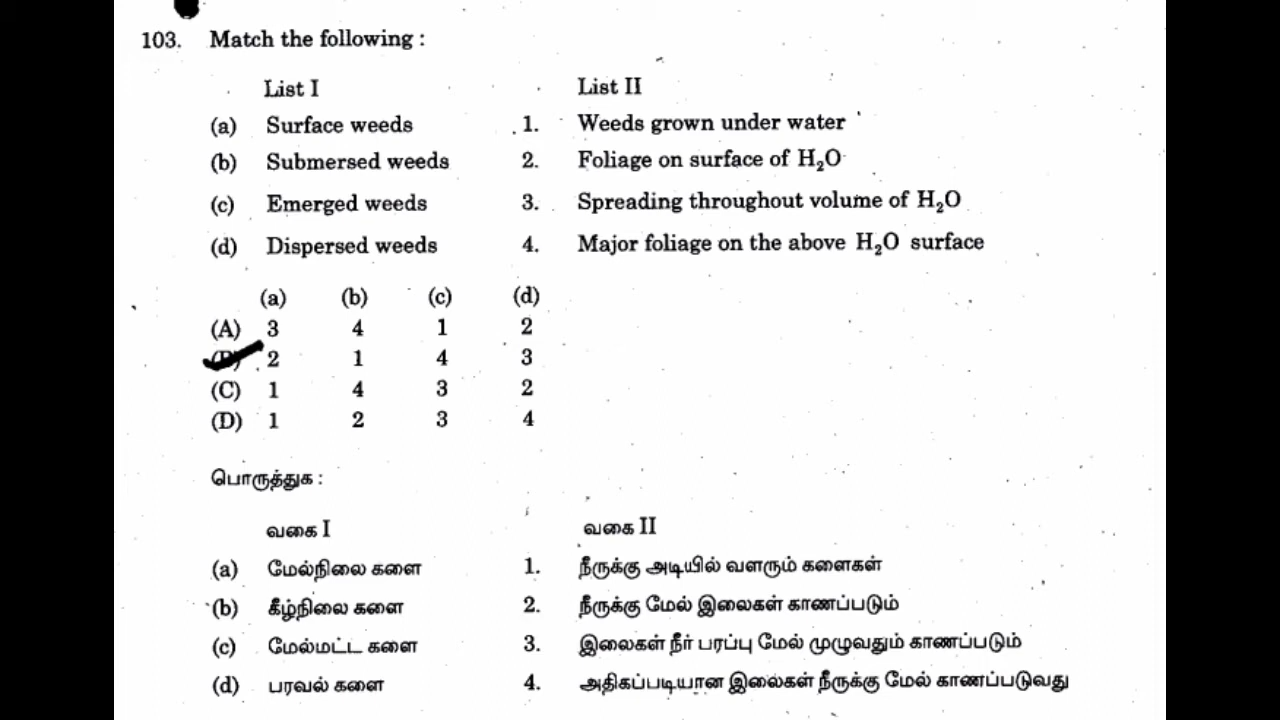 103. Match the following :
List I List II
(a) Surface weeds 1. Weeds grown under water
(b) Submersed weeds 2. Foliage on surface of H₂O
(c) Emerged weeds 3. Spreading throughout volume of H₂O
(d) Dispersed weeds 4. Major foliage on the above H₂O surface
(a) (b) (c) (d)
(A) 3 4 1 2
(B) 2 1 4 3
(C) 1 4 3 2
(D) 1 2 3 4
பொருத்துக :
வகை I வகை II
(a) மேல்நிலை களை 1. நீருக்கு அடியில் வளரும் களைகள்
(b) கீழ்நிலை களை 2. நீருக்கு மேல் இலைகள் காணப்படும்
(c) மேல்மட்ட களை 3. இலைகள் நீர் பரப்பு மேல் முழுவதும் காணப்படும்
(d) பரவல் களை 4. அதிகப்படியான இலைகள் நீருக்கு மேல் காணப்படுவது